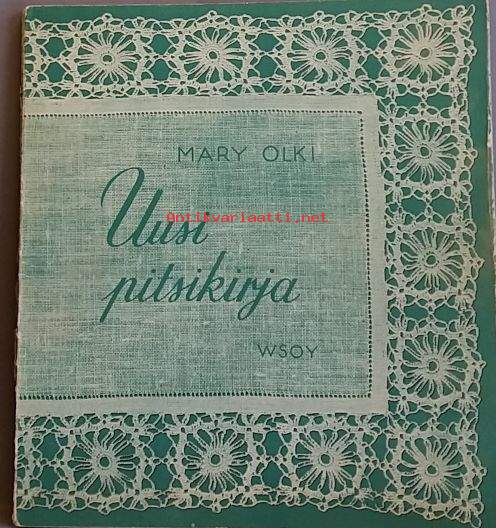 MARY OLKI
Uusi
Antikvariaatti.net
pitsikirja
WSOY